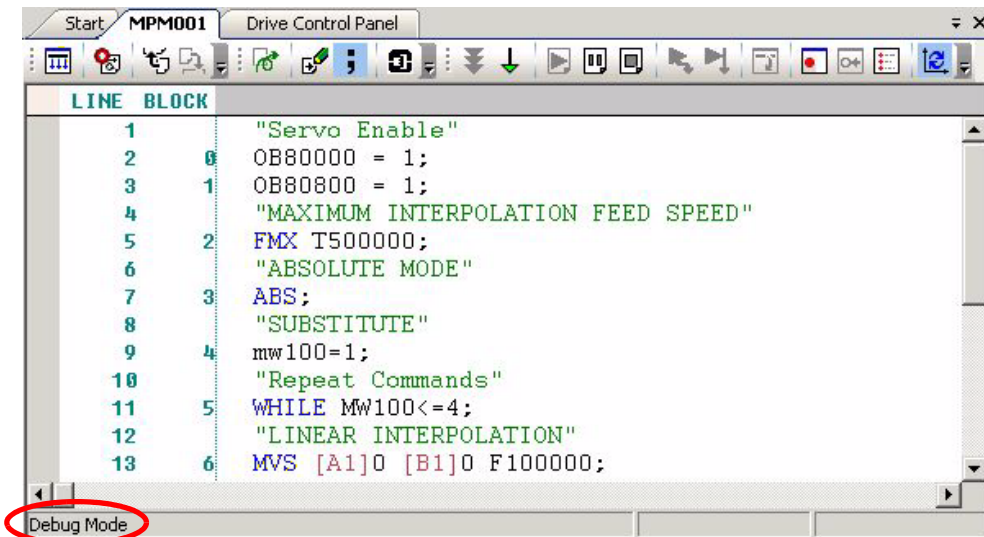 Start MPM001 Drive Control Panel
LINE BLOCK
1 "Servo Enable"
2 0 OB80000 = 1;
3 1 OB80800 = 1;
4 "MAXIMUM INTERPOLATION FEED SPEED"
5 2 FMX T500000;
6 "ABSOLUTE MODE"
7 3 ABS;
8 "SUBSTITUTE"
9 4 mw100=1;
10 "Repeat Commands"
11 5 WHILE MW100<=4;
12 "LINEAR INTERPOLATION"
13 6 MVS [A1]0 [B1]0 F100000;
Debug Mode